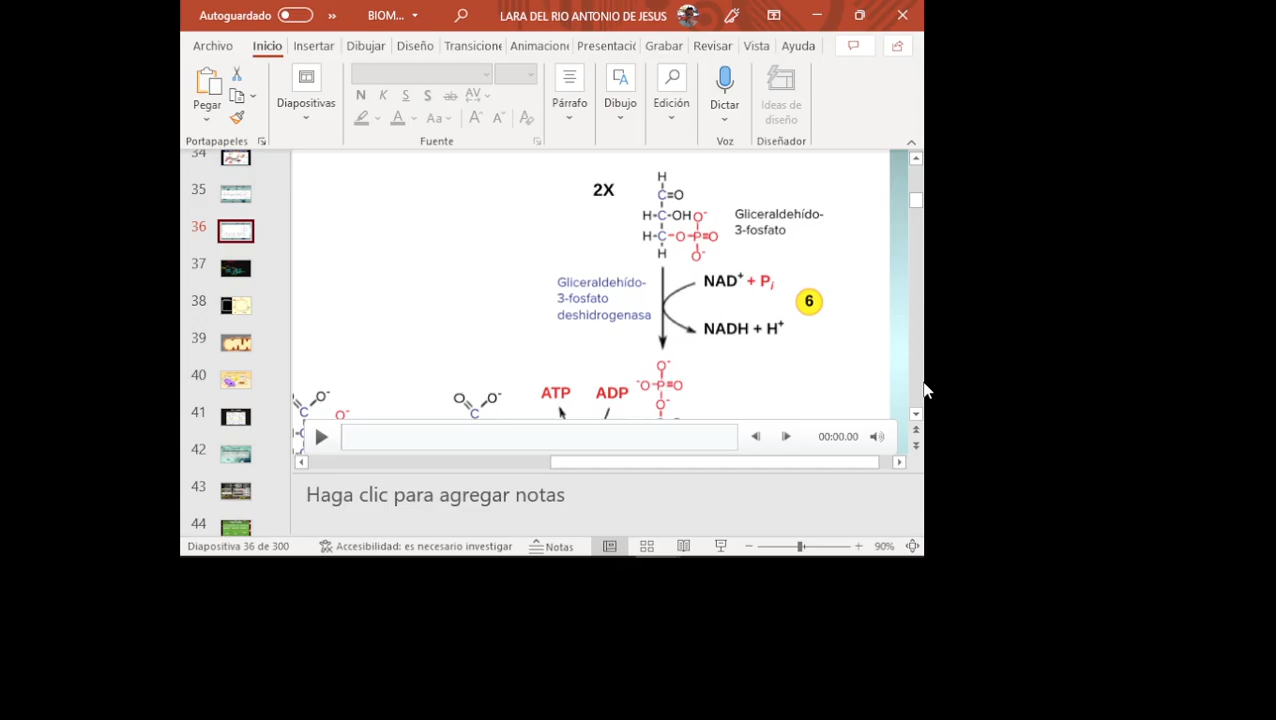 Autoguardado » BIOM... LARA DEL RIO ANTONIO DE JESUS
Archivo Inicio Insertar Dibujar Diseño Transicione Animacione Presentació Grabar Revisar Vista Ayuda
N K S S ab AV
A Aa A A A
Pegar Diapositivas Párrafo Dibujo Edición Dictar Ideas de diseño
Portapapeles Fuente Voz Diseñador
34
35
36
37
38
39
40
41
42
43
44
2X
H
C=O
H-C-OH O-
H-C-O-P=O
H O-
Gliceraldehído-
3-fosfato
Gliceraldehído-
3-fosfato
deshidrogenasa
NAD+ + Pi
6
NADH + H+
O-
-O-P=O
O-
ATP ADP
O-
C
O-
O O-
C
00:00.00
Haga clic para agregar notas
Diapositiva 36 de 300 Accesibilidad: es necesario investigar Notas 90%